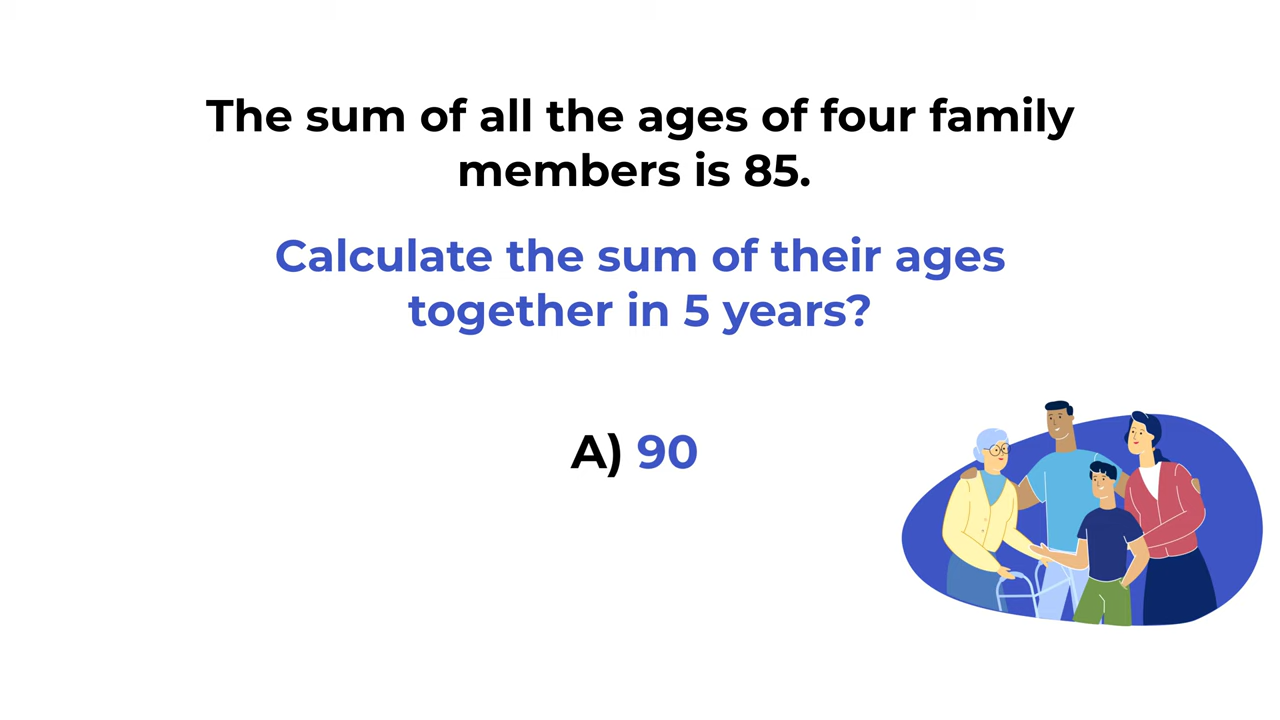 The sum of all the ages of four family
members is 85.
Calculate the sum of their ages
together in 5 years?
A) 90